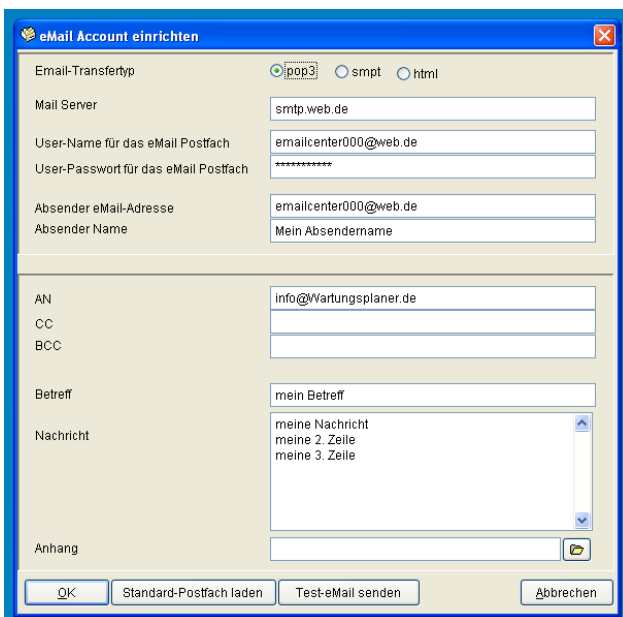 eMail Account einrichten
Email-Transfertyp pop3 smpt html
Mail Server smtp.web.de
User-Name für das eMail Postfach emailcenter000@web.de
User-Passwort für das eMail Postfach ***********
Absender eMail-Adresse emailcenter000@web.de
Absender Name Mein Absendername
AN info@Wartungsplaner.de
CC
BCC
Betreff mein Betreff
Nachricht meine Nachricht
meine 2. Zeile
meine 3. Zeile
Anhang
OK Standard-Postfach laden Test-eMail senden Abbrechen